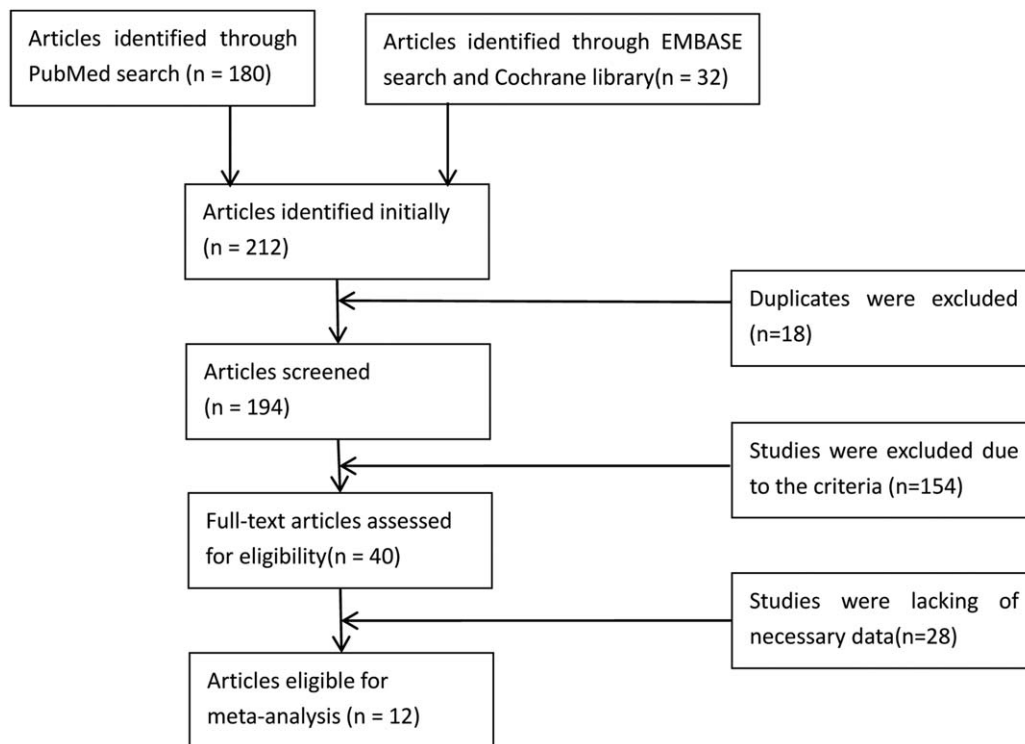 Articles identified through
PubMed search (n = 180)
Articles identified through EMBASE
search and Cochrane library(n = 32)
Articles identified initially
(n = 212)
Duplicates were excluded
(n=18)
Articles screened
(n = 194)
Studies were excluded due
to the criteria (n=154)
Full-text articles assessed
for eligibility(n = 40)
Studies were lacking of
necessary data(n=28)
Articles eligible for
meta-analysis (n = 12)